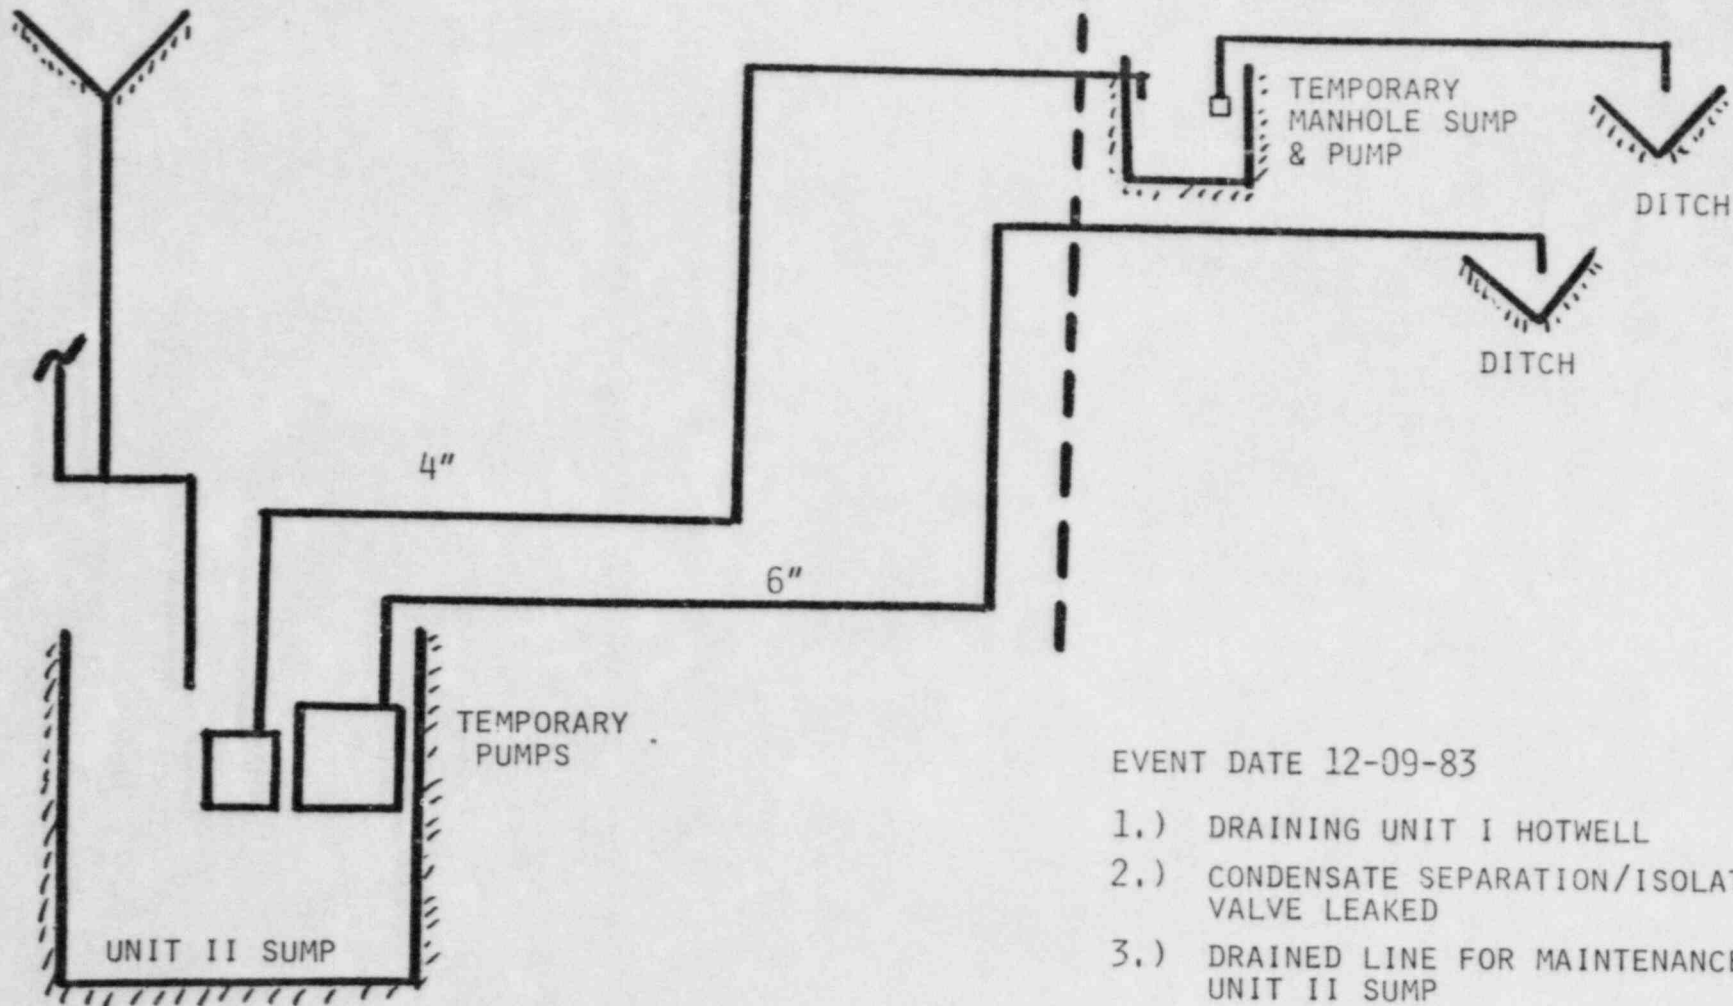 TEMPORARY
MANHOLE SUMP
& PUMP
DITCH
DITCH
4"
6"
TEMPORARY
PUMPS
UNIT II SUMP
EVENT DATE 12-09-83
1.) DRAINING UNIT I HOTWELL
2.) CONDENSATE SEPARATION/ISOLAT
VALVE LEAKED
3.) DRAINED LINE FOR MAINTENANCE
UNIT II SUMP